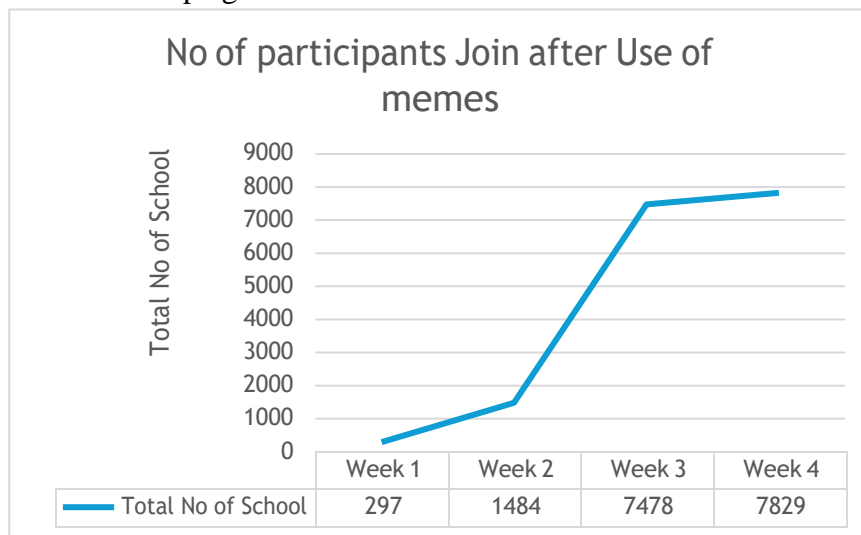 No of participants Join after Use of
memes
Total No of School
9000
8000
7000
6000
5000
4000
3000
2000
1000
0
Week 1 Week 2 Week 3 Week 4
Total No of School 297 1484 7478 7829